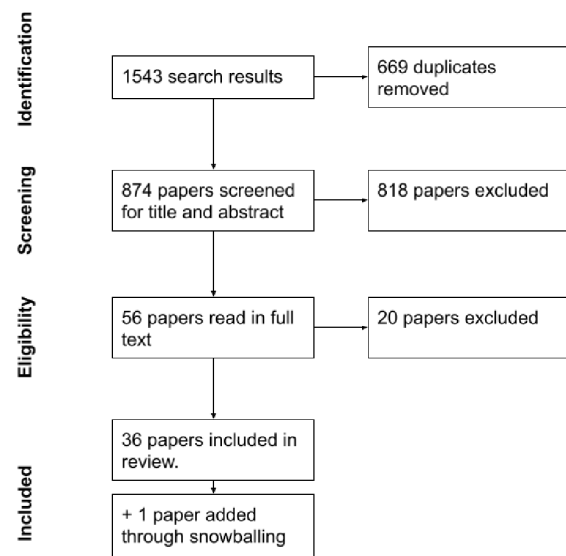 Identification
1543 search results
669 duplicates
removed
Screening
874 papers screened
for title and abstract
818 papers excluded
Eligibility
56 papers read in full
text
20 papers excluded
Included
36 papers included in
review.
+ 1 paper added
through snowballing